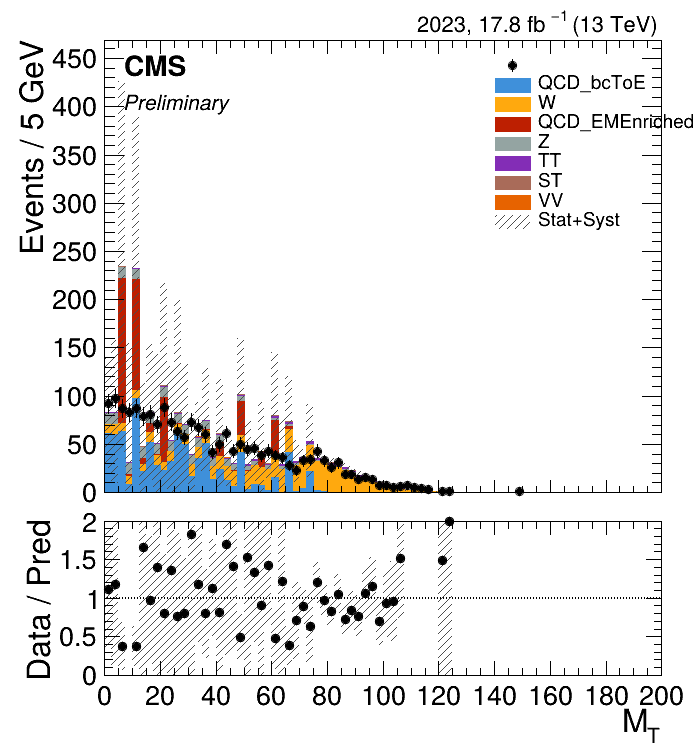 2023, 17.8 fb⁻¹ (13 TeV)
Events / 5 GeV
450
400
350
300
250
200
150
100
50
0
CMS
Preliminary
QCD_bcToE
W
QCD_EMEnriched
Z
TT
ST
VV
Stat+Syst
Data / Pred
2
1.5
1
0.5
0
0 20 40 60 80 100 120 140 160 180 200
M_T